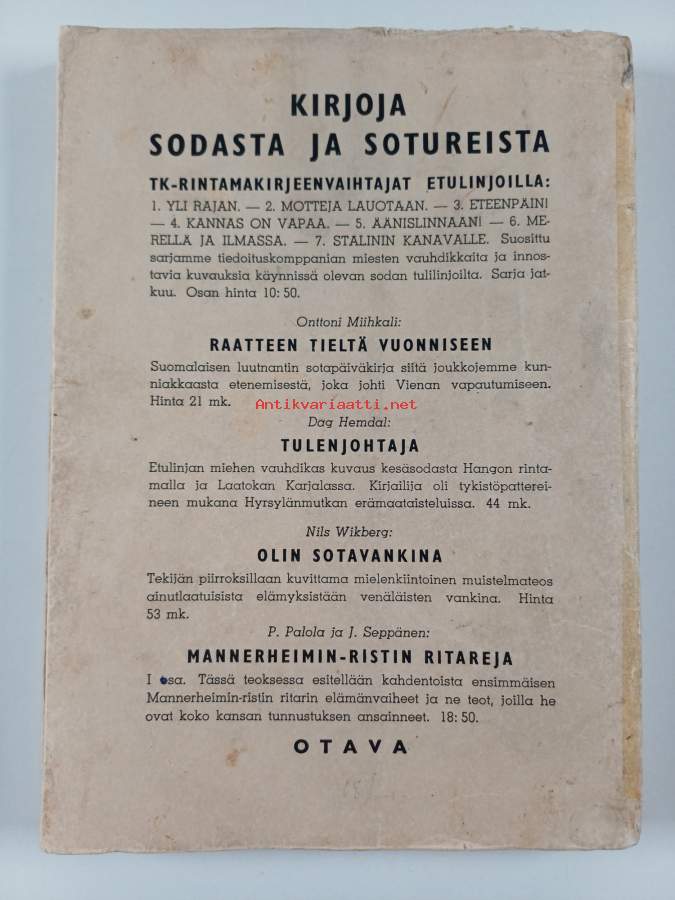 KIRJOJA
SODASTA JA SOTUREISTA
TK-RINTAMAKIRJEENVAIHTAJAT ETULINJOILLA:
1. YLI RAJAN. — 2. MOTTEJA LAUOTAAN. — 3. ETEENPÄIN!
— 4. KANNAS ON VAPAA. — 5. ÄÄNISLINNAAN! — 6. ME-
RELLÄ JA ILMASSA. — 7. STALININ KANAVALLE. Suosittu
sarjamme tiedoituskomppanian miesten vauhdikkaita ja innos-
tavia kuvauksia käynnissä olevan sodan tulilinjoilta. Sarja jat-
kuu. Osan hinta 10:50.
Onttoni Miihkali:
RAATTEEN TIELTÄ VUONNISEEN
Suomalaisen luutnantin sotapäiväkirja siitä joukkojemme kun-
niakkaasta etenemisestä, joka johti Vienan vapautumiseen.
Hinta 21 mk.
Antikvariaatti.net
Dag Hemdal:
TULENJOHTAJA
Etulinjan miehen vauhdikas kuvaus kesäsodasta Hangon rinta-
malla ja Laatokan Karjalassa. Kirjailija oli tykistöpatterei-
neen mukana Hyrsylänmutkan erämaataisteluissa. 44 mk.
Nils Wikberg:
OLIN SOTAVANKINA
Tekijän piirroksillaan kuvittama mielenkiintoinen muistelmateos
ainutlaatuisista elämyksistään venäläisten vankina. Hinta
53 mk.
P. Palola ja J. Seppänen:
MANNERHEIMIN-RISTIN RITAREJA
I osa. Tässä teoksessa esitellään kahdentoista ensimmäisen
Mannerheimin-ristin ritarin elämänvaiheet ja ne teot, joilla he
ovat koko kansan tunnustuksen ansainneet. 18:50.
OTAVA